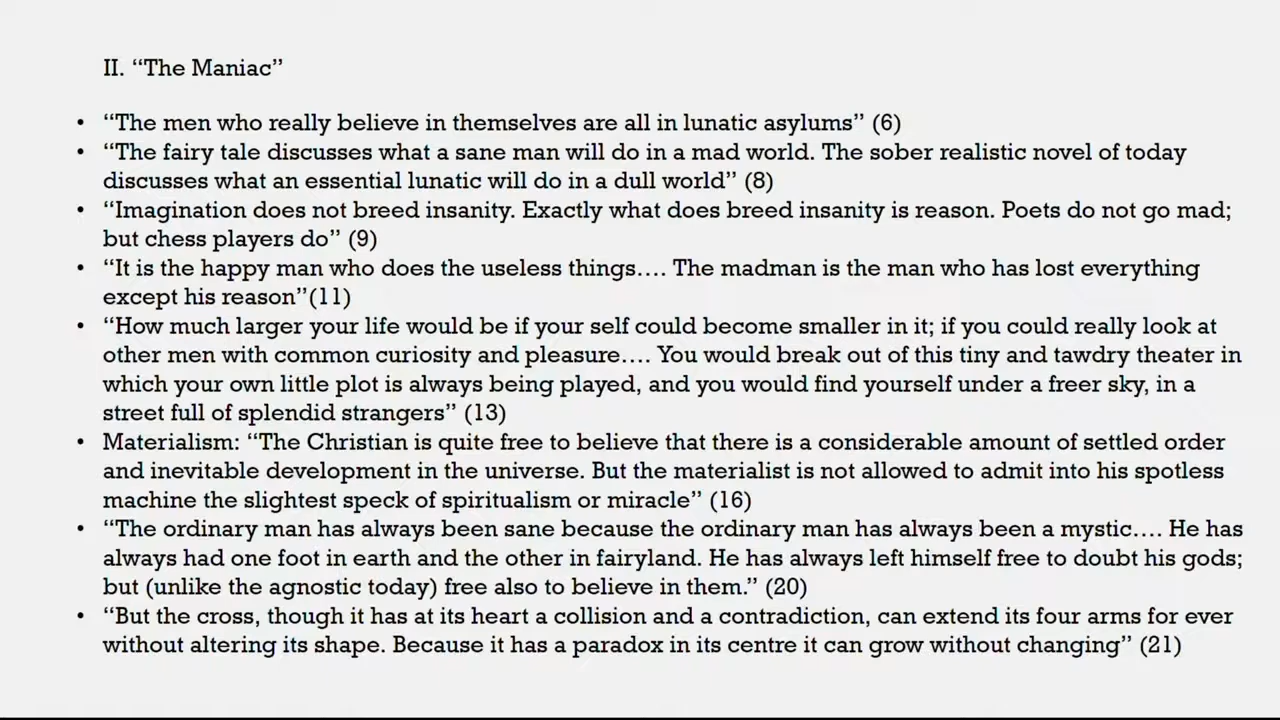 II. “The Maniac”
• “The men who really believe in themselves are all in lunatic asylums” (6)
• “The fairy tale discusses what a sane man will do in a mad world. The sober realistic novel of today
discusses what an essential lunatic will do in a dull world” (8)
• “Imagination does not breed insanity. Exactly what does breed insanity is reason. Poets do not go mad;
but chess players do” (9)
• “It is the happy man who does the useless things…. The madman is the man who has lost everything
except his reason”(11)
• “How much larger your life would be if your self could become smaller in it; if you could really look at
other men with common curiosity and pleasure…. You would break out of this tiny and tawdry theater in
which your own little plot is always being played, and you would find yourself under a freer sky, in a
street full of splendid strangers” (13)
• Materialism: “The Christian is quite free to believe that there is a considerable amount of settled order
and inevitable development in the universe. But the materialist is not allowed to admit into his spotless
machine the slightest speck of spiritualism or miracle” (16)
• “The ordinary man has always been sane because the ordinary man has always been a mystic…. He has
always had one foot in earth and the other in fairyland. He has always left himself free to doubt his gods;
but (unlike the agnostic today) free also to believe in them.” (20)
• “But the cross, though it has at its heart a collision and a contradiction, can extend its four arms for ever
without altering its shape. Because it has a paradox in its centre it can grow without changing” (21)